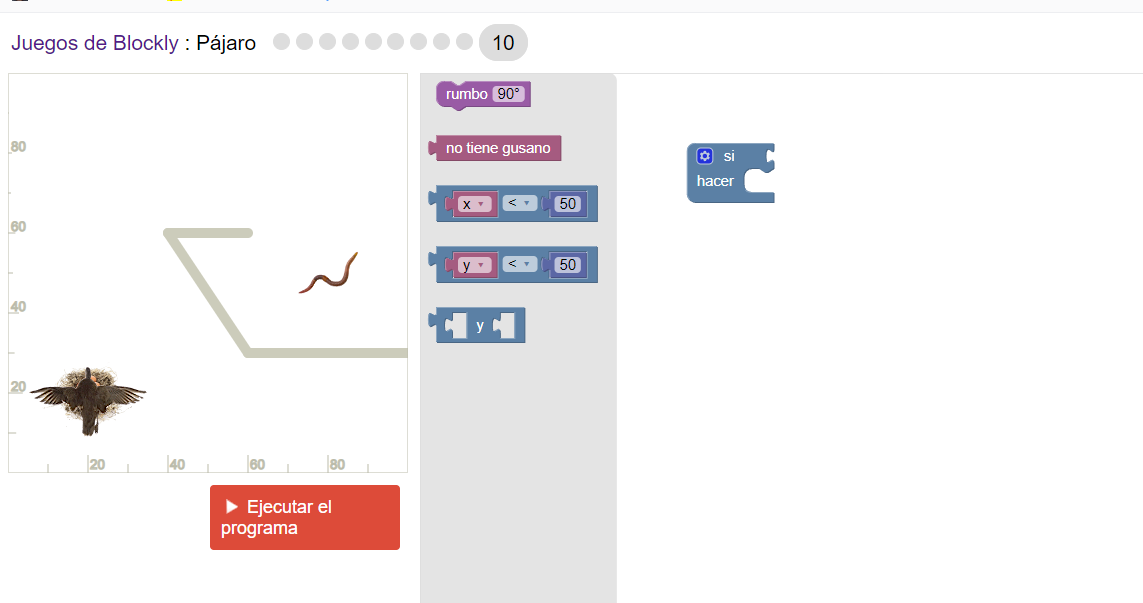 Juegos de Blockly : Pájaro 10
80
60
40
20
20 40 60 80
Ejecutar el
programa
rumbo 90°
no tiene gusano
x < 50
y < 50
y
si
hacer